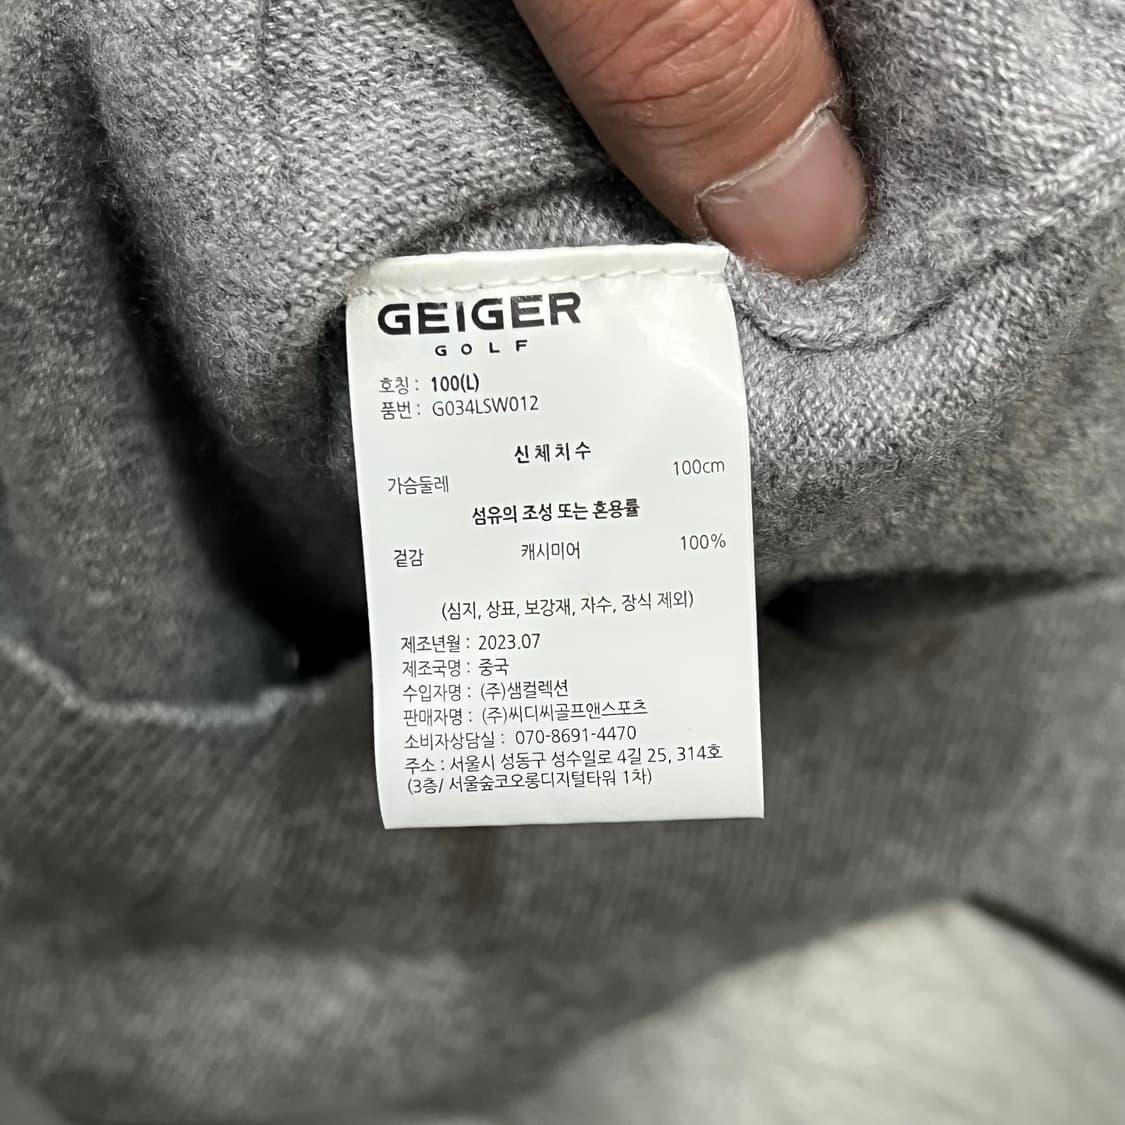 GEIGER
GOLF
호칭 : 100(L)
품번 : G034LSW012
신체치수
가슴둘레 100cm
섬유의 조성 또는 혼용률
겉감 캐시미어 100%
(심지, 상표, 보강재, 자수, 장식 제외)
제조년월 : 2023.07
제조국명 : 중국
수입자명 : (주)샘컬렉션
판매자명 : (주)씨디씨골프앤스포츠
소비자상담실 : 070-8691-4470
주소 : 서울시 성동구 성수일로 4길 25, 314호
(3층/ 서울숲코오롱디지털타워 1차)